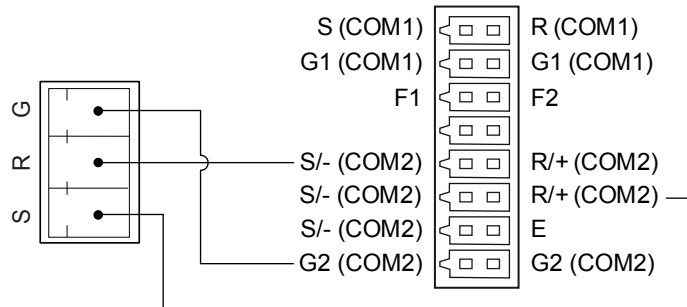 S (COM1) R (COM1)
G1 (COM1) G1 (COM1)
F1 F2
S/- (COM2) R/+ (COM2)
S/- (COM2) R/+ (COM2)
S/- (COM2) E
G2 (COM2) G2 (COM2)
G
R
S